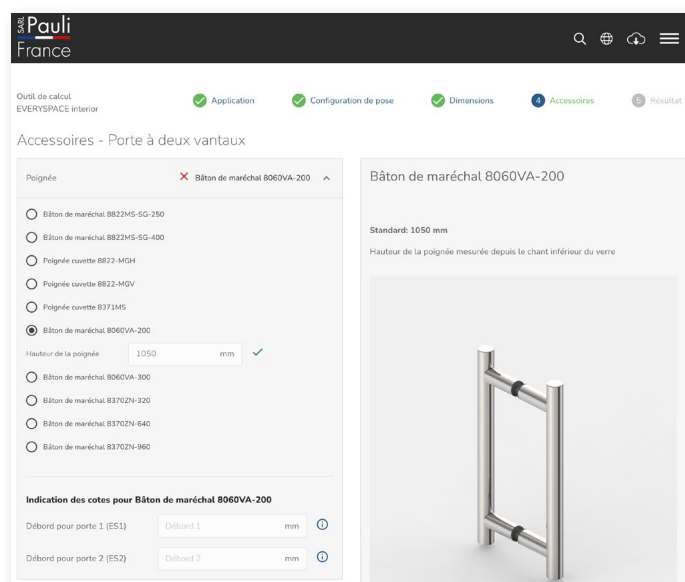 SARL Pauli
France
Outil de calcul
EVERYSPACE interior
Application
Configuration de pose
Dimensions
4 Accessoires
5 Résultat
Accessoires - Porte à deux vantaux
Poignée
Bâton de maréchal 8060VA-200
Bâton de maréchal 8822MS-SG-250
Bâton de maréchal 8822MS-SG-400
Poignée cuvette 8822-MGH
Poignée cuvette 8822-MGV
Poignée cuvette 8371MS
Bâton de maréchal 8060VA-200
Hauteur de la poignée 1050 mm
Bâton de maréchal 8060VA-300
Bâton de maréchal 8370ZN-320
Bâton de maréchal 8370ZN-640
Bâton de maréchal 8370ZN-960
Indication des cotes pour Bâton de maréchal 8060VA-200
Débord pour porte 1 (ES1) Débord 1 mm
Débord pour porte 2 (ES2) Débord 2 mm
Bâton de maréchal 8060VA-200
Standard: 1050 mm
Hauteur de la poignée mesurée depuis le chant inférieur du verre